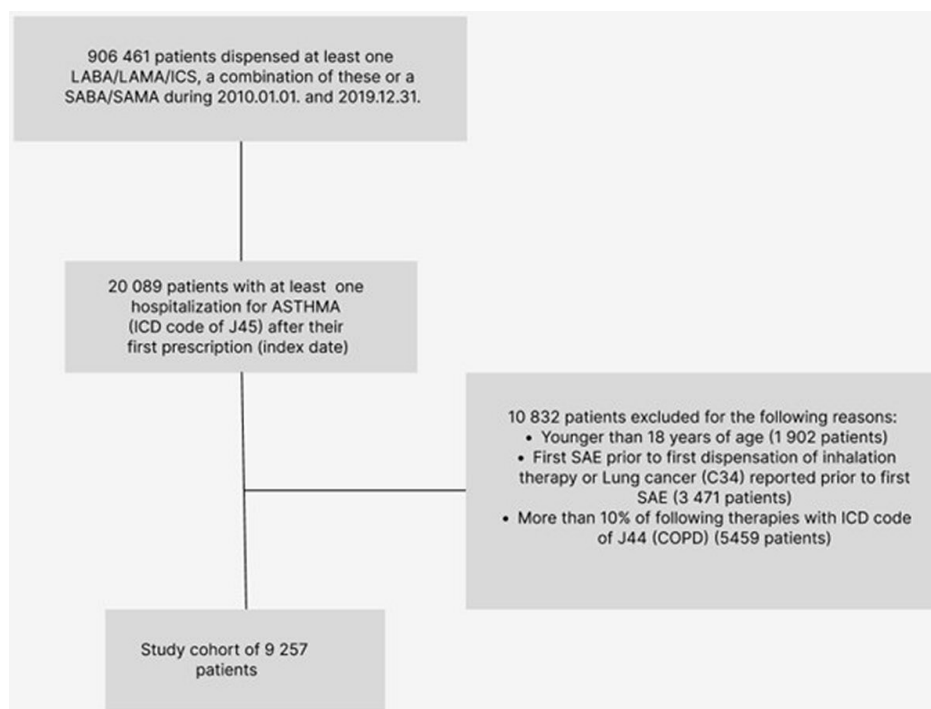 906 461 patients dispensed at least one
LABA/LAMA/ICS, a combination of these or a
SABA/SAMA during 2010.01.01. and 2019.12.31.
20 089 patients with at least one
hospitalization for ASTHMA
(ICD code of J45) after their
first prescription (index date)
10 832 patients excluded for the following reasons:
• Younger than 18 years of age (1 902 patients)
• First SAE prior to first dispensation of inhalation
therapy or Lung cancer (C34) reported prior to first
SAE (3 471 patients)
• More than 10% of following therapies with ICD code
of J44 (COPD) (5459 patients)
Study cohort of 9 257
patients